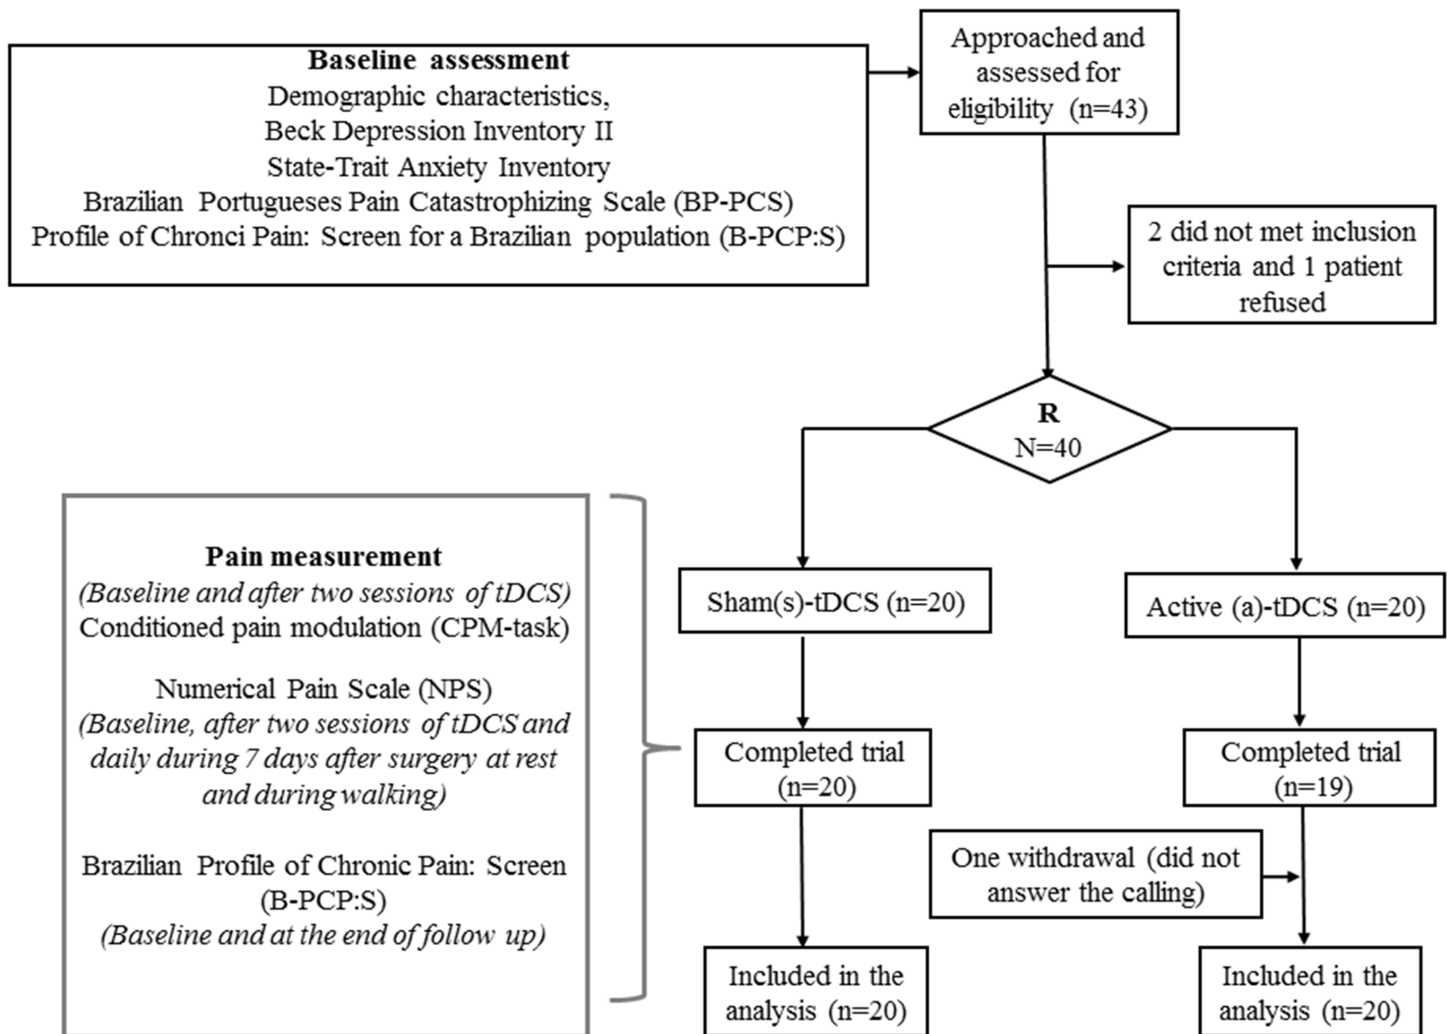 Baseline assessment
Demographic characteristics,
Beck Depression Inventory II
State-Trait Anxiety Inventory
Brazilian Portugueses Pain Catastrophizing Scale (BP-PCS)
Profile of Chronci Pain: Screen for a Brazilian population (B-PCP:S)
Approached and
assessed for
eligibility (n=43)
2 did not met inclusion
criteria and 1 patient
refused
R
N=40
Sham(s)-tDCS (n=20)
Active (a)-tDCS (n=20)
Pain measurement
(Baseline and after two sessions of tDCS)
Conditioned pain modulation (CPM-task)
Numerical Pain Scale (NPS)
(Baseline, after two sessions of tDCS and
daily during 7 days after surgery at rest
and during walking)
Brazilian Profile of Chronic Pain: Screen
(B-PCP:S)
(Baseline and at the end of follow up)
Completed trial
(n=20)
Completed trial
(n=19)
One withdrawal (did not
answer the calling)
Included in the
analysis (n=20)
Included in the
analysis (n=20)